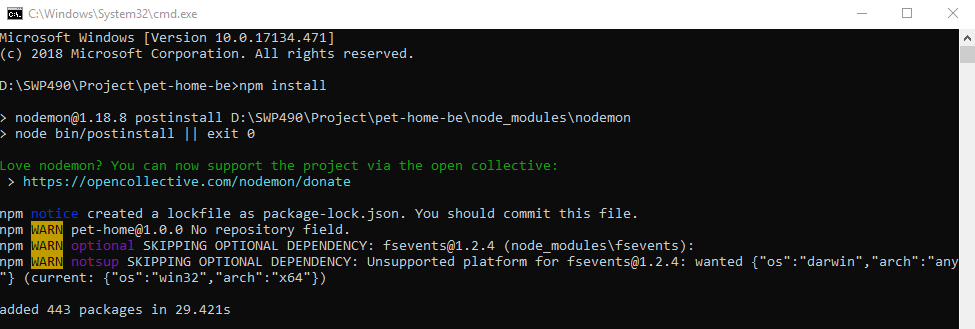 C:\Windows\System32\cmd.exe
Microsoft Windows [Version 10.0.17134.471]
(c) 2018 Microsoft Corporation. All rights reserved.
D:\SWP490\Project\pet-home-be>npm install
> nodemon@1.18.8 postinstall D:\SWP490\Project\pet-home-be\node_modules\nodemon
> node bin/postinstall || exit 0
Love nodemon? You can now support the project via the open collective:
> https://opencollective.com/nodemon/donate
npm notice created a lockfile as package-lock.json. You should commit this file.
npm WARN pet-home@1.0.0 No repository field.
npm WARN optional SKIPPING OPTIONAL DEPENDENCY: fsevents@1.2.4 (node_modules\fsevents):
npm WARN notsup SKIPPING OPTIONAL DEPENDENCY: Unsupported platform for fsevents@1.2.4: wanted {"os":"darwin","arch":"any
"} (current: {"os":"win32","arch":"x64"})
added 443 packages in 29.421s